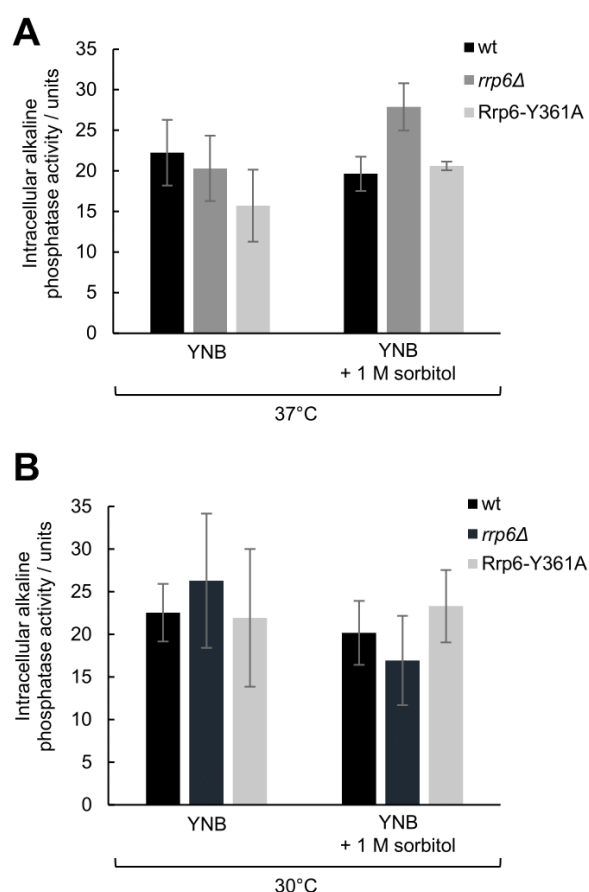 A
Intracellular alkaline
phosphatase activity / units
35
30
25
20
15
10
5
0
wt
rrp6Δ
Rrp6-Y361A
YNB
YNB
+ 1 M sorbitol
37°C
B
Intracellular alkaline
phosphatase activity / units
35
30
25
20
15
10
5
0
wt
rrp6Δ
Rrp6-Y361A
YNB
YNB
+ 1 M sorbitol
30°C